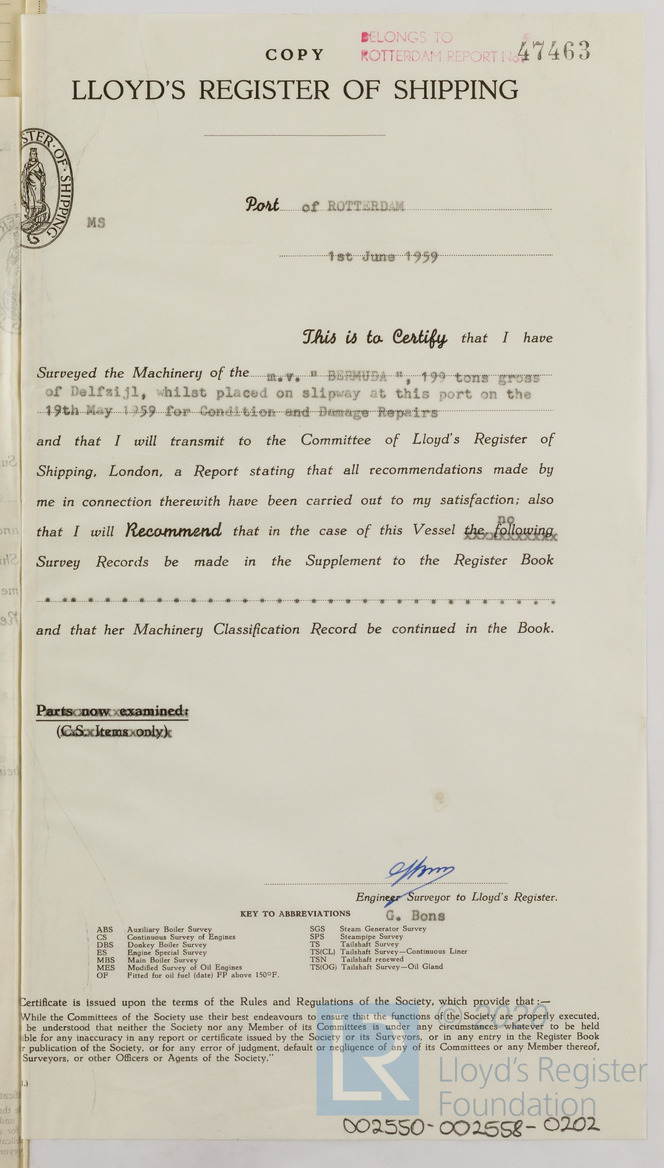 BELONGS TO
COPY ROTTERDAM REPORT No. 47463
LLOYD'S REGISTER OF SHIPPING
STER·OF·SHIPPING
Port of ROTTERDAM
MS
1st June 1959
This is to Certify that I have
Surveyed the Machinery of the m.v. " BERMUDA ", 199 tons gross
of Delfzijl, whilst placed on slipway at this port on the
19th May 1959 for Condition and Damage Repairs
and that I will transmit to the Committee of Lloyd's Register of
Shipping, London, a Report stating that all recommendations made by
me in connection therewith have been carried out to my satisfaction; also
no
that I will Recommend that in the case of this Vessel the following
Survey Records be made in the Supplement to the Register Book
and that her Machinery Classification Record be continued in the Book.
Parts now examined:
(C.S. Items only)
Engineer Surveyor to Lloyd's Register.
KEY TO ABBREVIATIONS G. Bons
ABS Auxiliary Boiler Survey SGS Steam Generator Survey
CS Continuous Survey of Engines SPS Steampipe Survey
DBS Donkey Boiler Survey TS Tailshaft Survey
ES Engine Special Survey TS(CL) Tailshaft Survey—Continuous Liner
MBS Main Boiler Survey TSN Tailshaft renewed
MES Modified Survey of Oil Engines TS(OG) Tailshaft Survey—Oil Gland
OF Fitted for oil fuel (date) FP above 150°F.
Certificate is issued upon the terms of the Rules and Regulations of the Society, which provide that:—
While the Committees of the Society use their best endeavours to ensure that the functions of the Society are properly executed,
be understood that neither the Society nor any Member of its Committees is under any circumstances whatever to be held
ble for any inaccuracy in any report or certificate issued by the Society or its Surveyors, or in any entry in the Register Book
r publication of the Society, or for any error of judgment, default or negligence of any of its Committees or any Member thereof,
Surveyors, or other Officers or Agents of the Society."
© 2020
LR Lloyd's Register
Foundation
002550-002558-0202